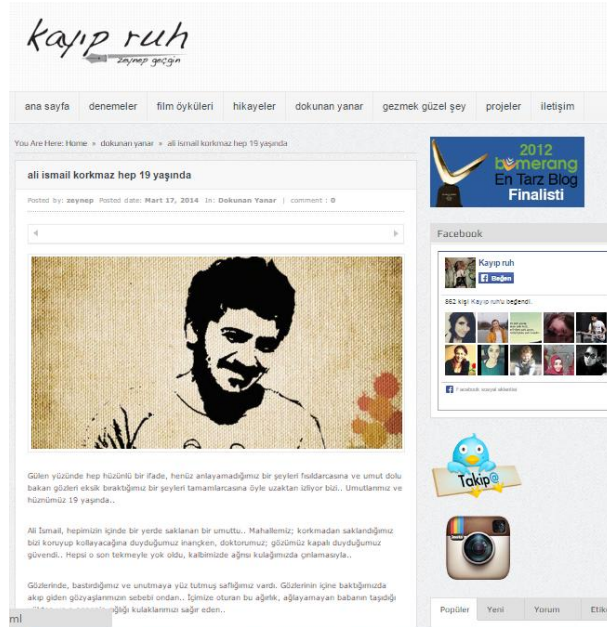 kayıp ruh
zeynep geçgin
ana sayfa denemeler film öyküleri hikayeler dokunan yanar gezmek güzel şey projeler iletişim
You Are Here: Home » dokunan yanar » ali ismail korkmaz hep 19 yaşında
ali ismail korkmaz hep 19 yaşında
Posted by: zeynep Posted date: Mart 17, 2014 In: Dokunan Yanar | comment : 0
Gülen yüzünde hep hüzünlü bir ifade, henüz anlayamadığımız bir şeyleri fısıldarcasına ve umut dolu
bakan gözleri eksik bıraktığımız bir şeyleri tamamlarcasına öyle uzaktan izliyor bizi.. Umutlarımız ve
hüznümüz 19 yaşında..
Ali İsmail, hepimizin içinde bir yerde saklanan bir umuttu.. Mahallemiz; korkmadan saklandığımız
bizi koruyup kollayacağına duyduğumuz inançken, doktorumuz; gözümüz kapalı duyduğumuz
güvendi.. Hepsi o son tekmeyle yok oldu, kalbimizde ağrısı kulağımızda çınlamasıyla..
Gözlerinde, bastırdığımız ve unutmaya yüz tutmuş saflığımız vardı. Gözlerinin içine baktığımızda
akıp giden gözyaşlarımızın sebebi ondan.. İçimize oturan bu ağırlık, ağlayamayan babanın taşıdığı
kulaklarımızı sağır eden..
ml
2012
bumerang
En Tarz Blog
Finalisti
Facebook
Kayıp ruh
Beğen
862 kişi Kayıp ruh'u beğendi.
Facebook sosyal eklentisi
Takip@
Popüler Yeni Yorum